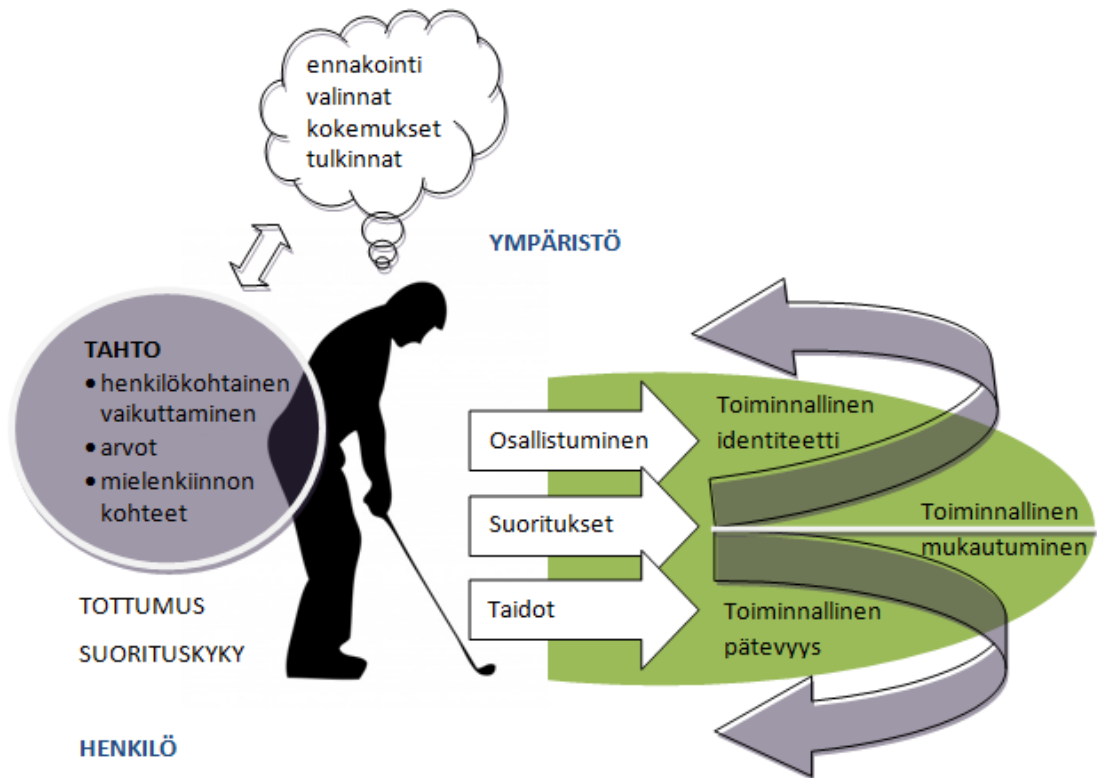 ennakointi
valinnat
kokemukset
tulkinnat
YMPÄRISTÖ
TAHTO
• henkilökohtainen
vaikuttaminen
• arvot
• mielenkiinnon
kohteet
TOTTUMUS
SUORITUSKYKY
HENKILÖ
Osallistuminen
Suoritukset
Taidot
Toiminnallinen
identiteetti
Toiminnallinen
mukautuminen
Toiminnallinen
pätevyys